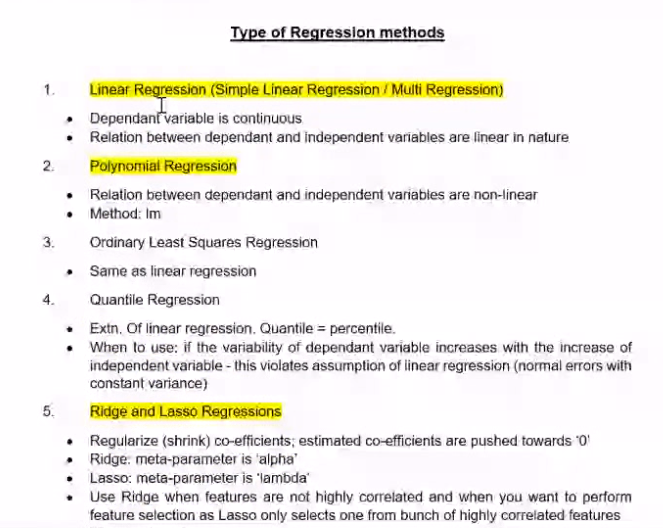 Type of Regression methods
1. Linear Regression (Simple Linear Regression / Multi Regression)
• Dependant variable is continuous
• Relation between dependant and independent variables are linear in nature
2. Polynomial Regression
• Relation between dependant and independent variables are non-linear
• Method: lm
3. Ordinary Least Squares Regression
• Same as linear regression
4. Quantile Regression
• Extn. Of linear regression. Quantile = percentile.
• When to use: if the variability of dependant variable increases with the increase of
independent variable - this violates assumption of linear regression (normal errors with
constant variance)
5. Ridge and Lasso Regressions
• Regularize (shrink) co-efficients; estimated co-efficients are pushed towards '0'
• Ridge: meta-parameter is 'alpha'
• Lasso: meta-parameter is 'lambda'
• Use Ridge when features are not highly correlated and when you want to perform
feature selection as Lasso only selects one from bunch of highly correlated features